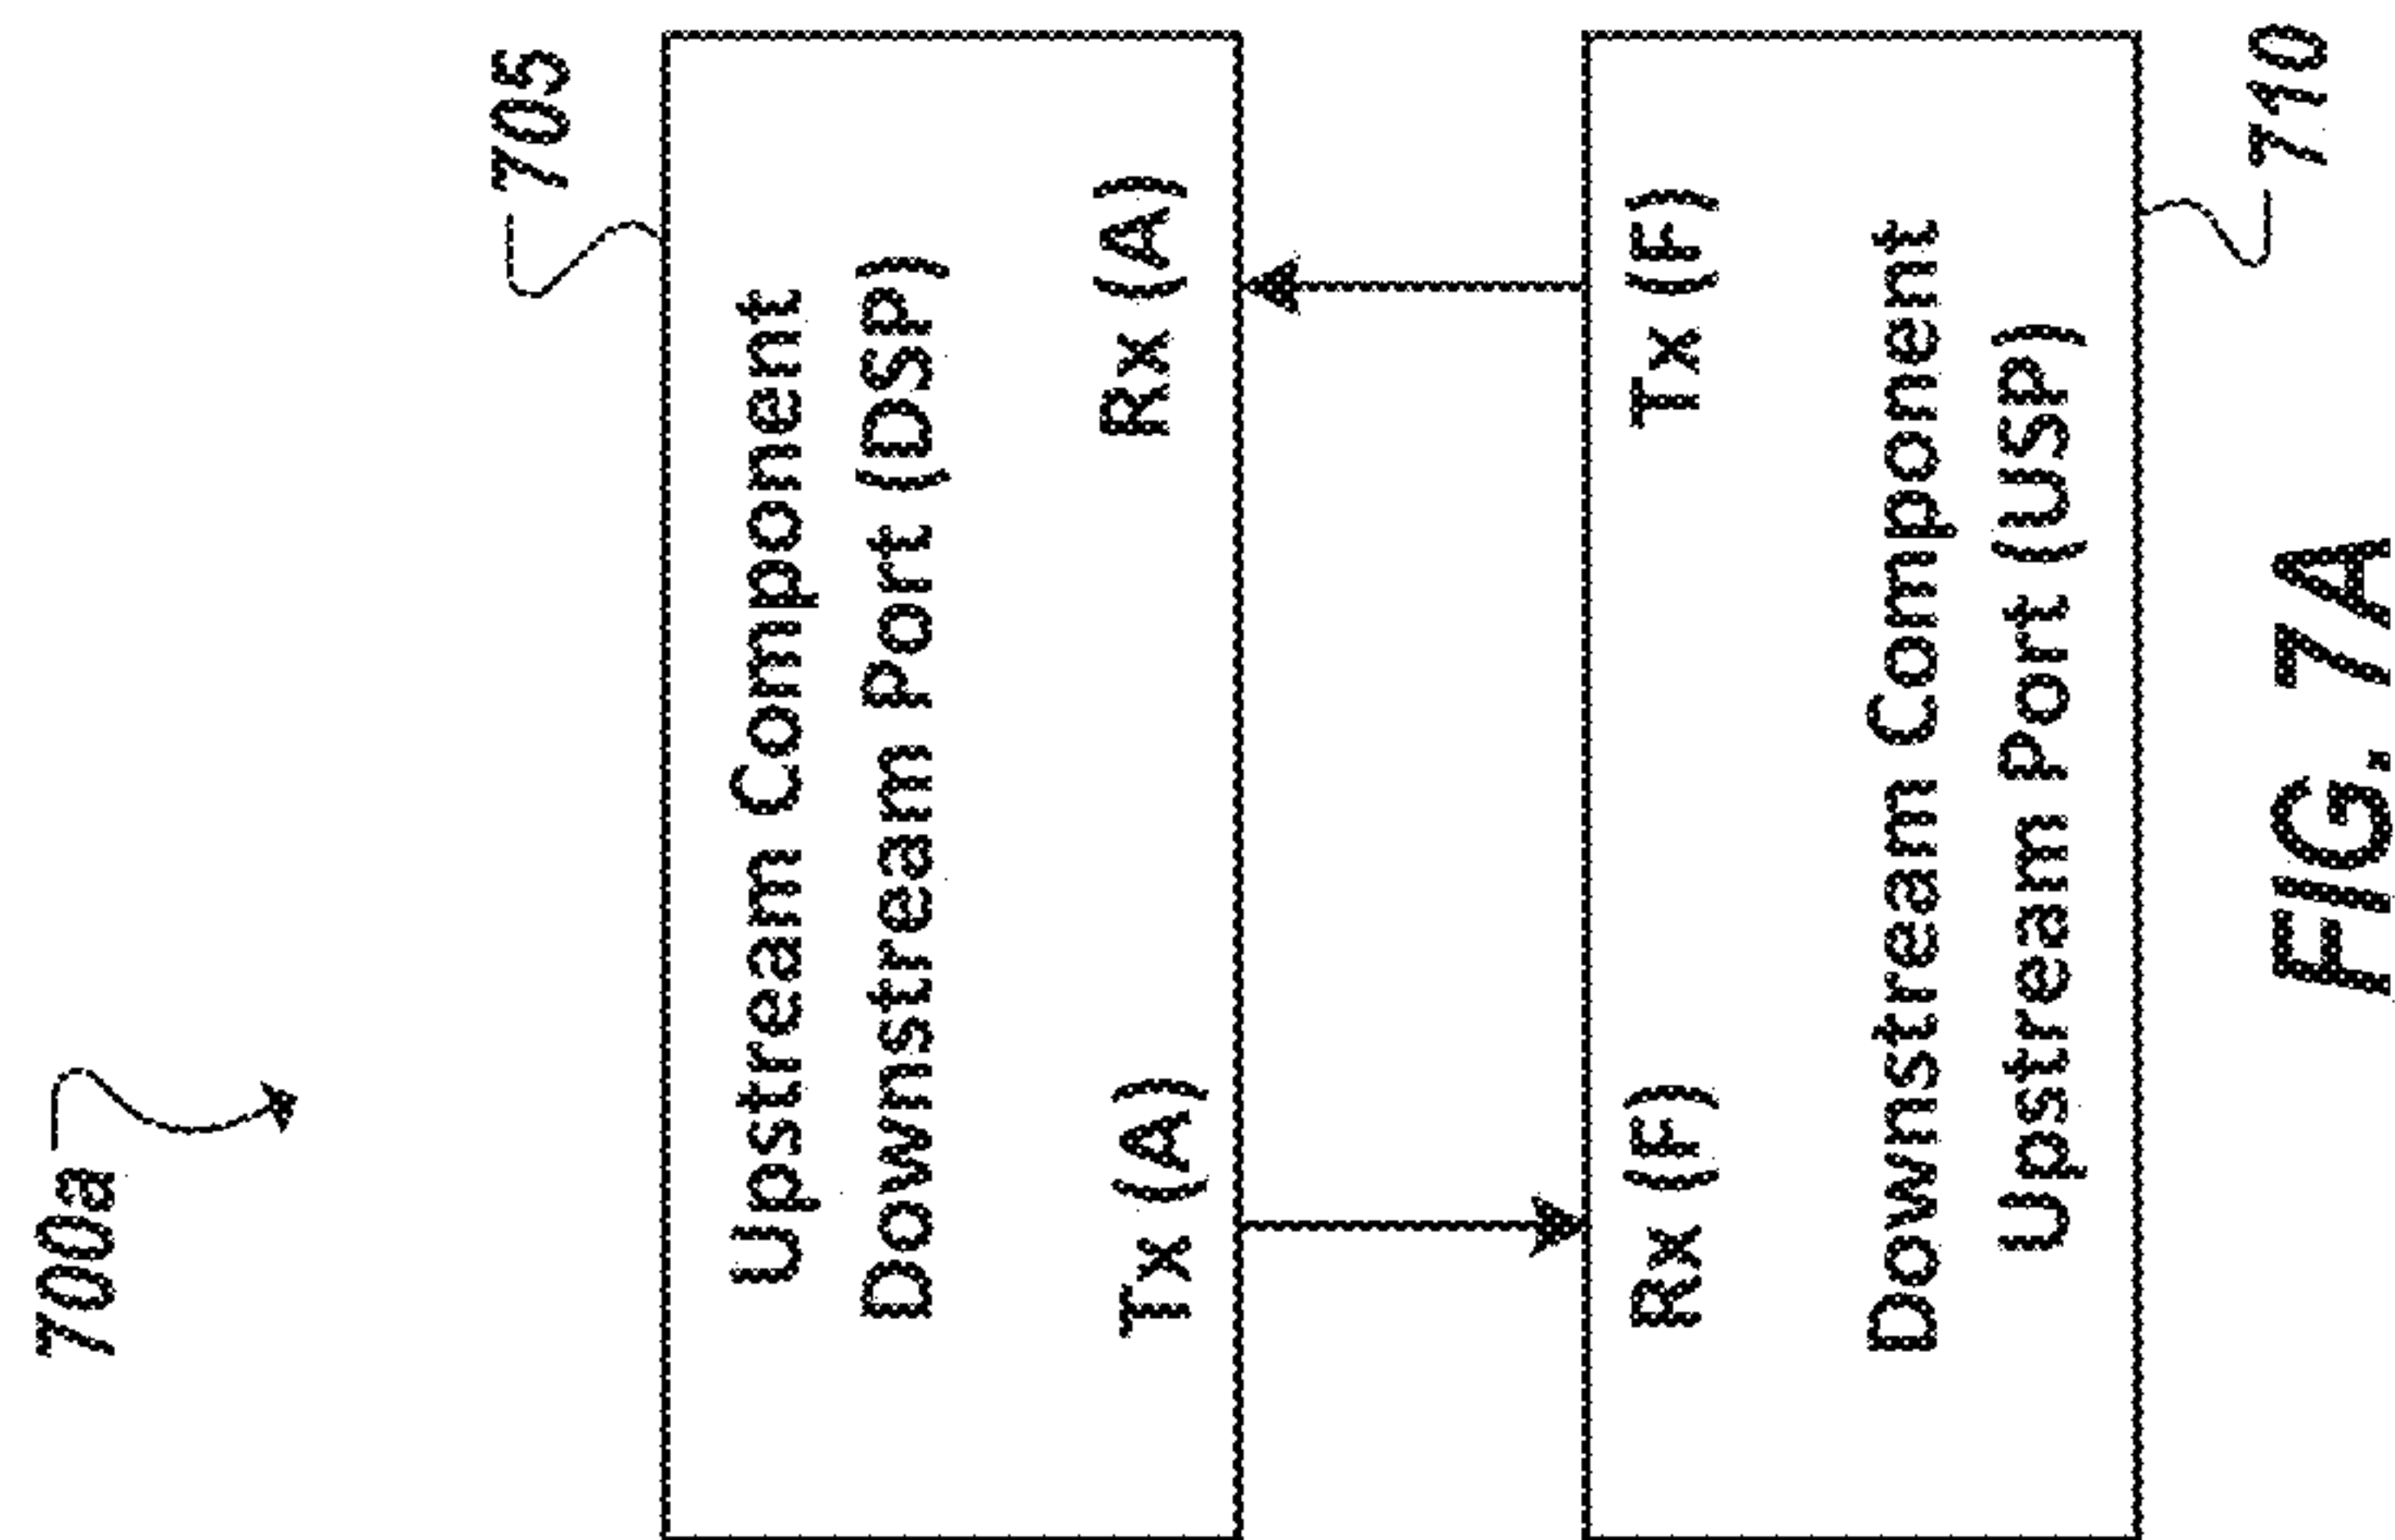 700a
705
Upstream Component
Downstream Port (DSP)
Tx (A) Rx (A)
Rx (F) Tx (F)
Downstream Component
Upstream Port (USP)
710
FIG. 7A